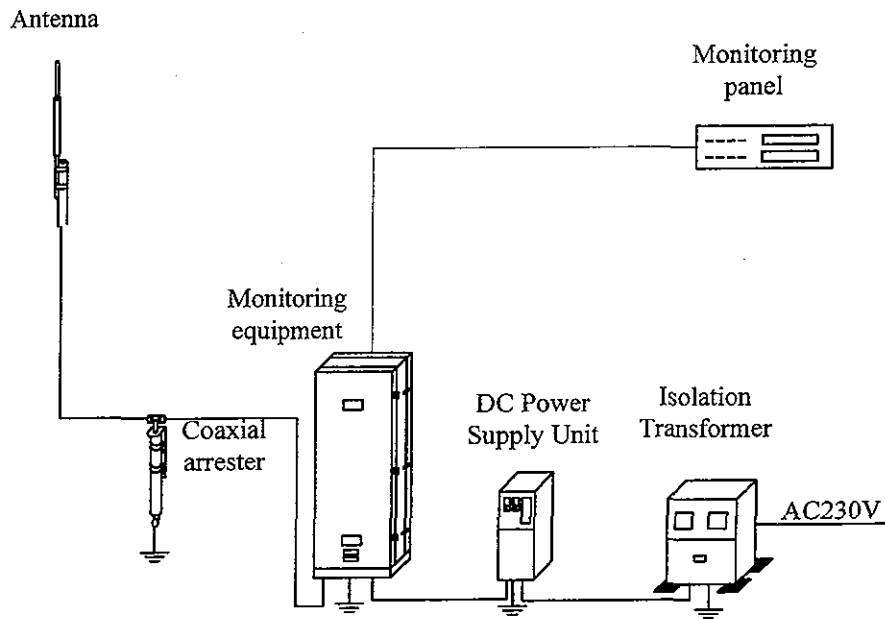 Antenna
Monitoring
panel
Monitoring
equipment
Coaxial
arrester
DC Power
Supply Unit
Isolation
Transformer
AC230V